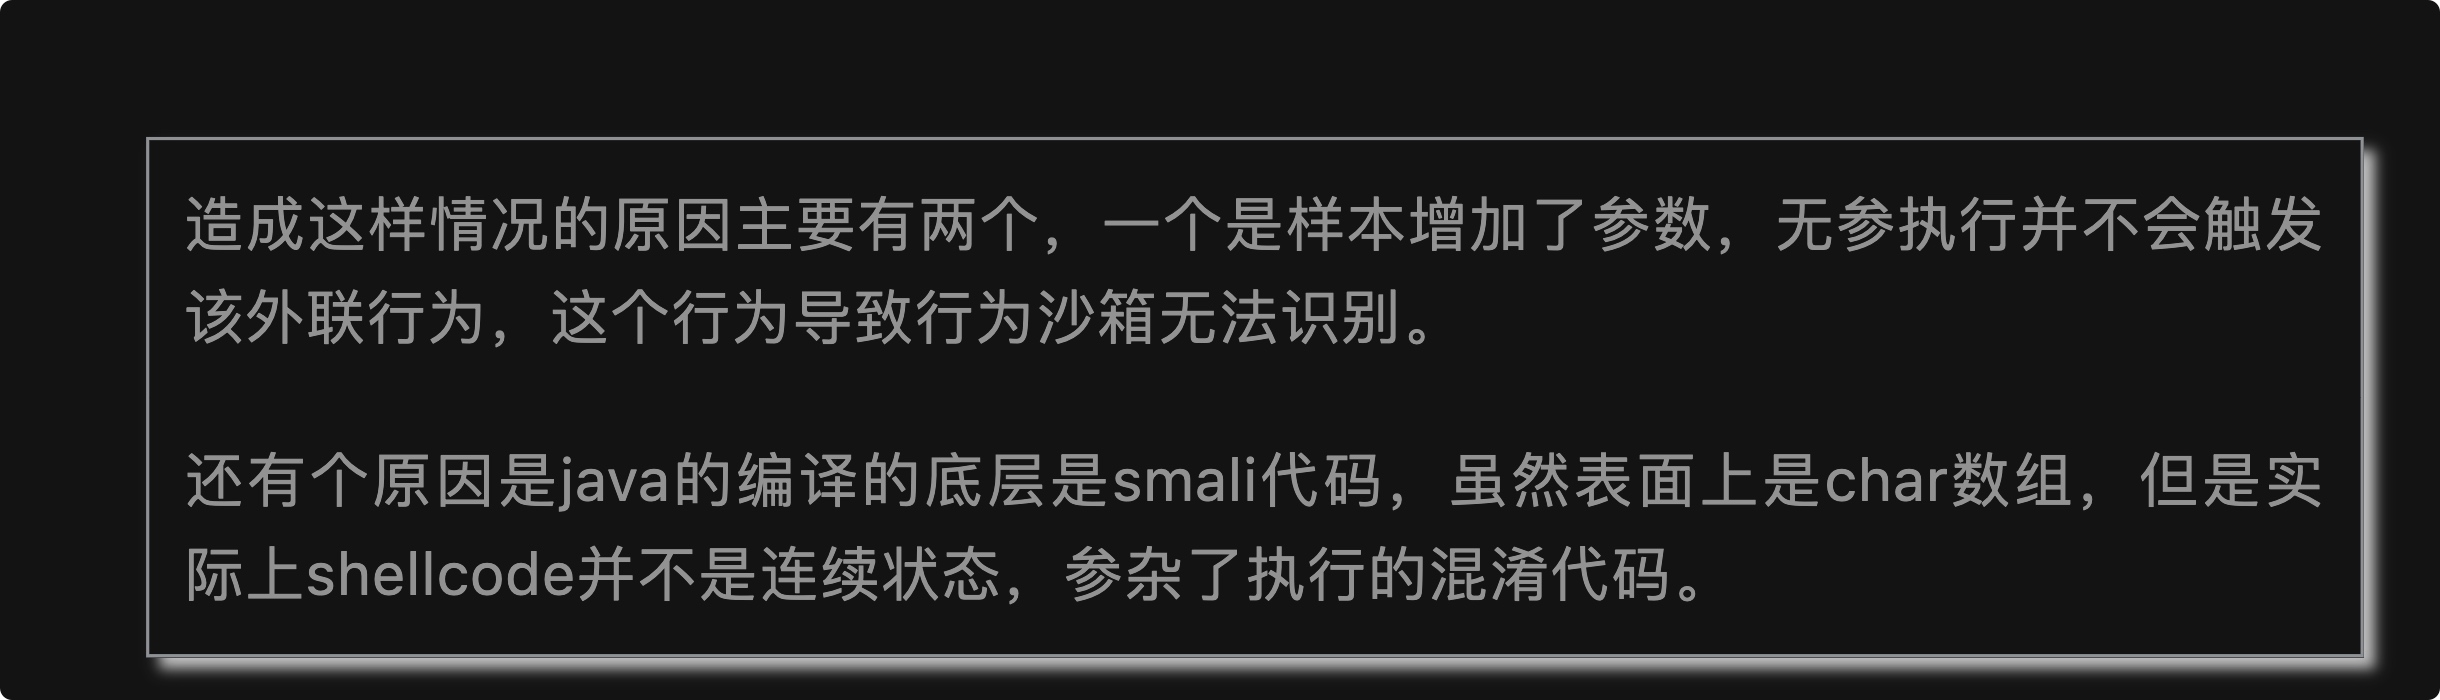 造成这样情况的原因主要有两个，一个是样本增加了参数，无参执行并不会触发
该外联行为，这个行为导致行为沙箱无法识别。
还有个原因是java的编译的底层是smali代码，虽然表面上是char数组，但是实
际上shellcode并不是连续状态，参杂了执行的混淆代码。